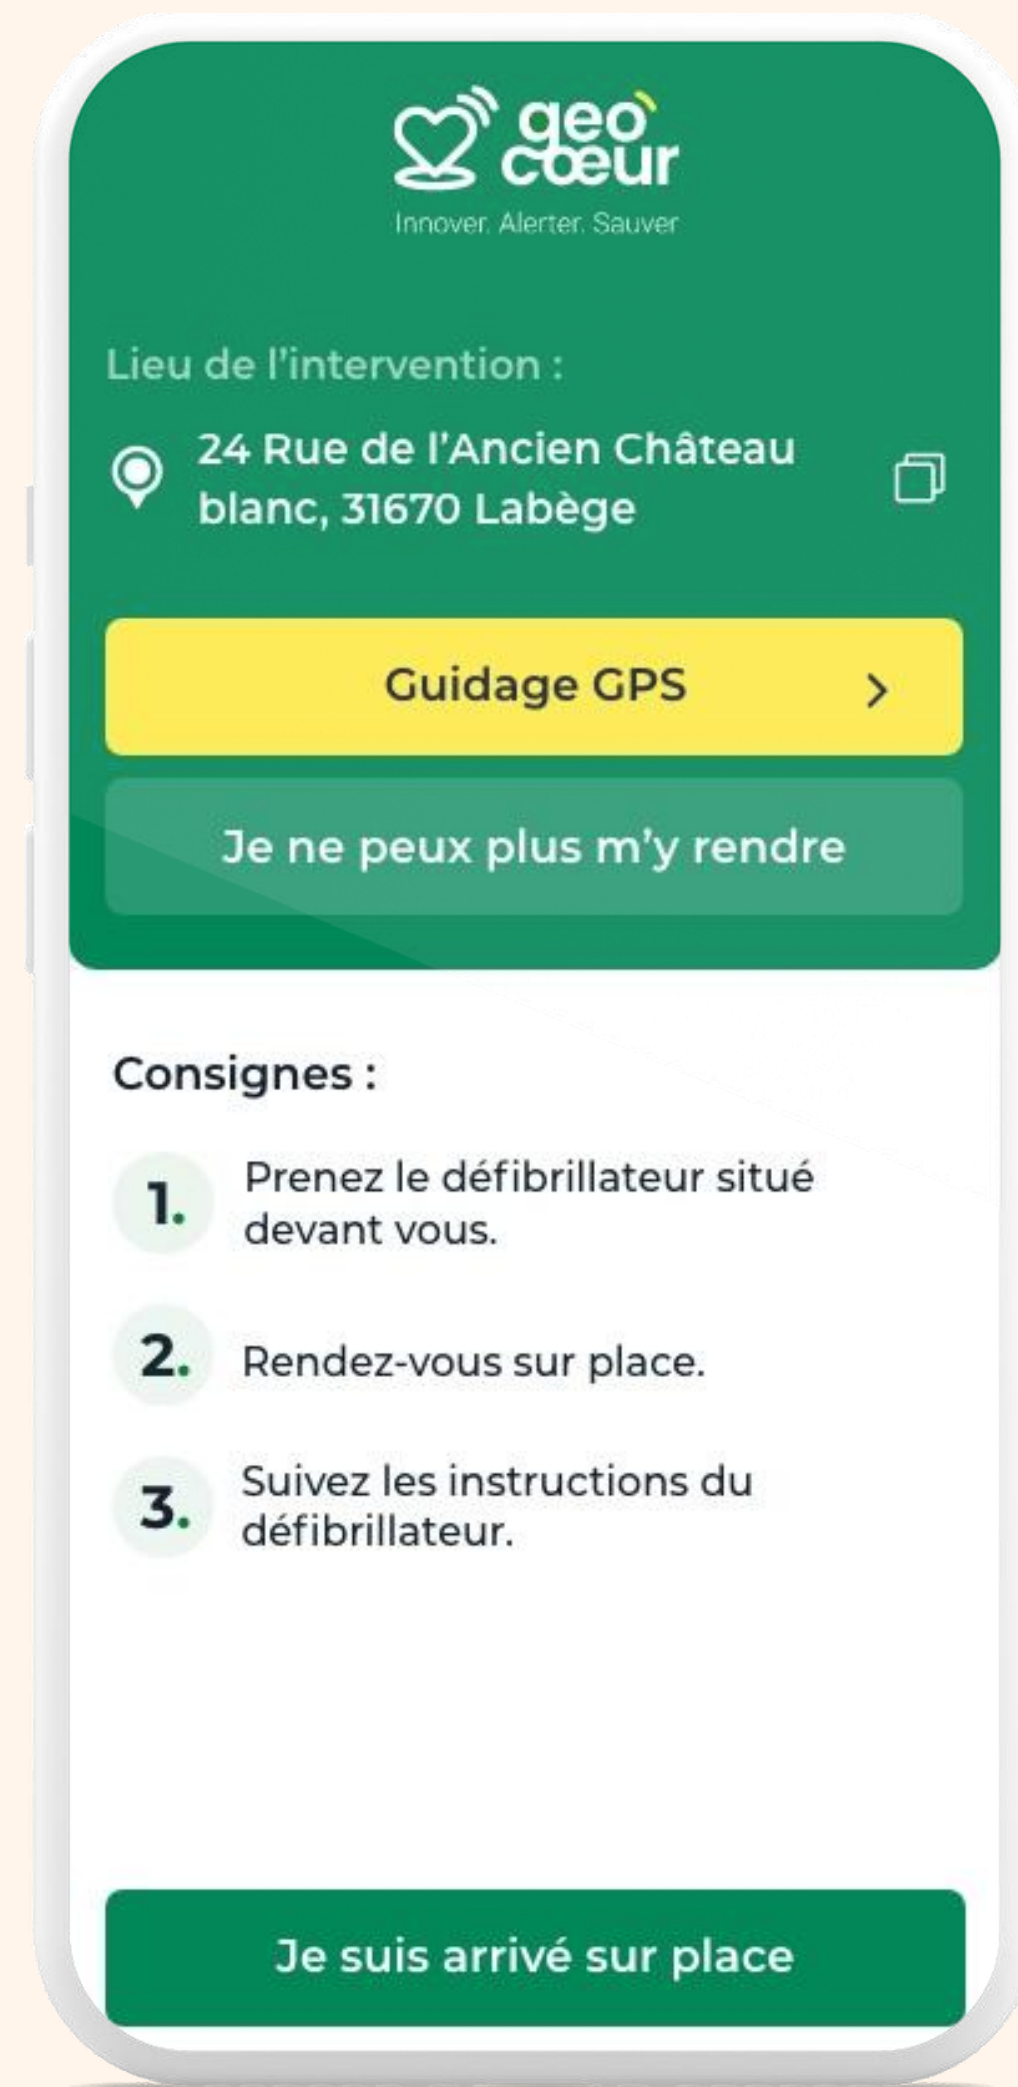 geo
cœur
Innover. Alerter. Sauver
Lieu de l'intervention :
24 Rue de l'Ancien Château
blanc, 31670 Labège
Guidage GPS
Je ne peux plus m'y rendre
Consignes :
1. Prenez le défibrillateur situé
devant vous.
2. Rendez-vous sur place.
3. Suivez les instructions du
défibrillateur.
Je suis arrivé sur place